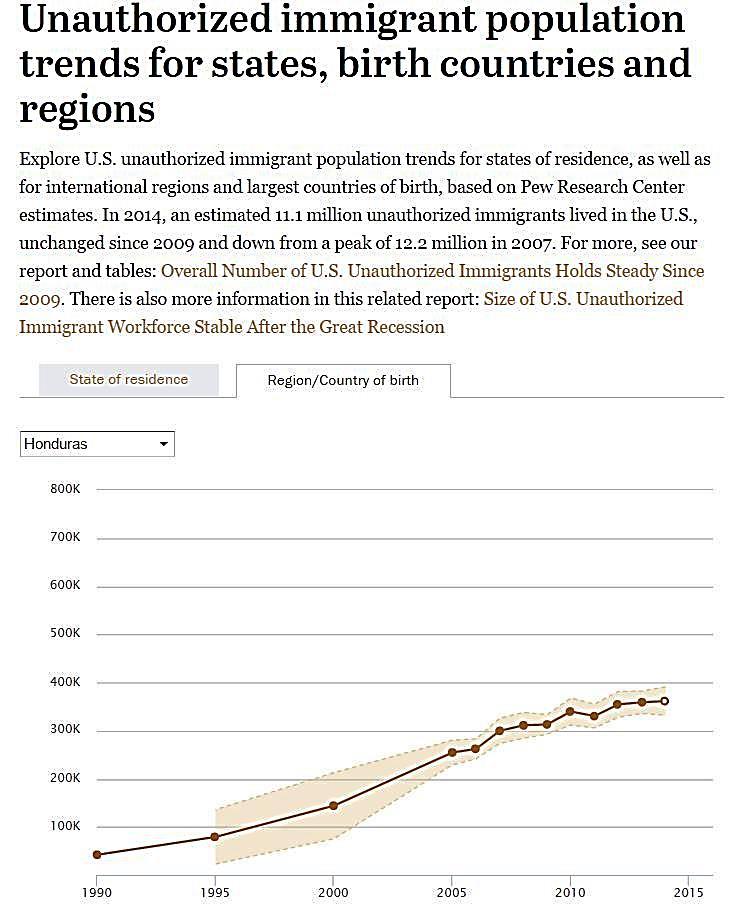 Unauthorized immigrant population
trends for states, birth countries and
regions
Explore U.S. unauthorized immigrant population trends for states of residence, as well as
for international regions and largest countries of birth, based on Pew Research Center
estimates. In 2014, an estimated 11.1 million unauthorized immigrants lived in the U.S.,
unchanged since 2009 and down from a peak of 12.2 million in 2007. For more, see our
report and tables: Overall Number of U.S. Unauthorized Immigrants Holds Steady Since
2009. There is also more information in this related report: Size of U.S. Unauthorized
Immigrant Workforce Stable After the Great Recession
State of residence Region/Country of birth
Honduras
800K
700K
600K
500K
400K
300K
200K
100K
1990 1995 2000 2005 2010 2015